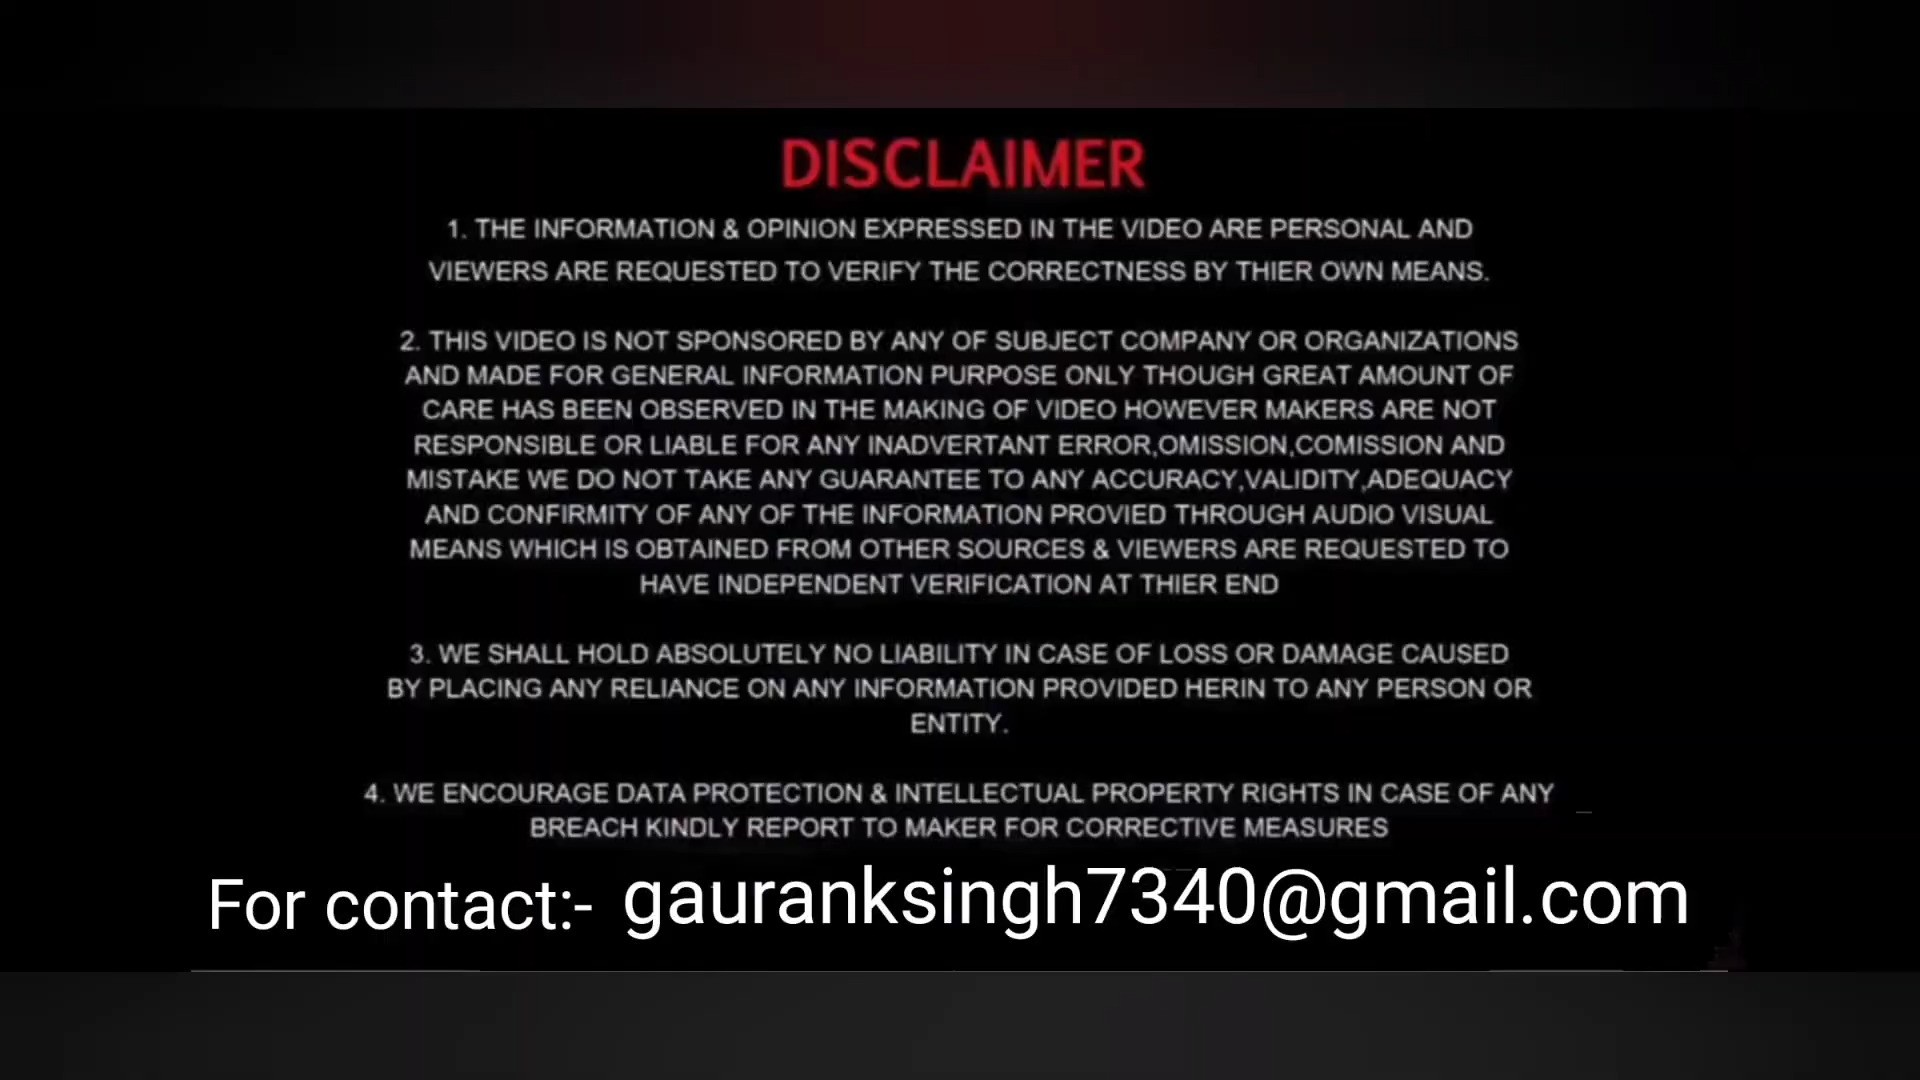 DISCLAIMER
1. THE INFORMATION & OPINION EXPRESSED IN THE VIDEO ARE PERSONAL AND
VIEWERS ARE REQUESTED TO VERIFY THE CORRECTNESS BY THIER OWN MEANS.
2. THIS VIDEO IS NOT SPONSORED BY ANY OF SUBJECT COMPANY OR ORGANIZATIONS
AND MADE FOR GENERAL INFORMATION PURPOSE ONLY THOUGH GREAT AMOUNT OF
CARE HAS BEEN OBSERVED IN THE MAKING OF VIDEO HOWEVER MAKERS ARE NOT
RESPONSIBLE OR LIABLE FOR ANY INADVERTANT ERROR,OMISSION,COMISSION AND
MISTAKE WE DO NOT TAKE ANY GUARANTEE TO ANY ACCURACY,VALIDITY,ADEQUACY
AND CONFIRMITY OF ANY OF THE INFORMATION PROVIED THROUGH AUDIO VISUAL
MEANS WHICH IS OBTAINED FROM OTHER SOURCES & VIEWERS ARE REQUESTED TO
HAVE INDEPENDENT VERIFICATION AT THIER END
3. WE SHALL HOLD ABSOLUTELY NO LIABILITY IN CASE OF LOSS OR DAMAGE CAUSED
BY PLACING ANY RELIANCE ON ANY INFORMATION PROVIDED HERIN TO ANY PERSON OR
ENTITY.
4. WE ENCOURAGE DATA PROTECTION & INTELLECTUAL PROPERTY RIGHTS IN CASE OF ANY
BREACH KINDLY REPORT TO MAKER FOR CORRECTIVE MEASURES
For contact:- gauranksingh7340@gmail.com